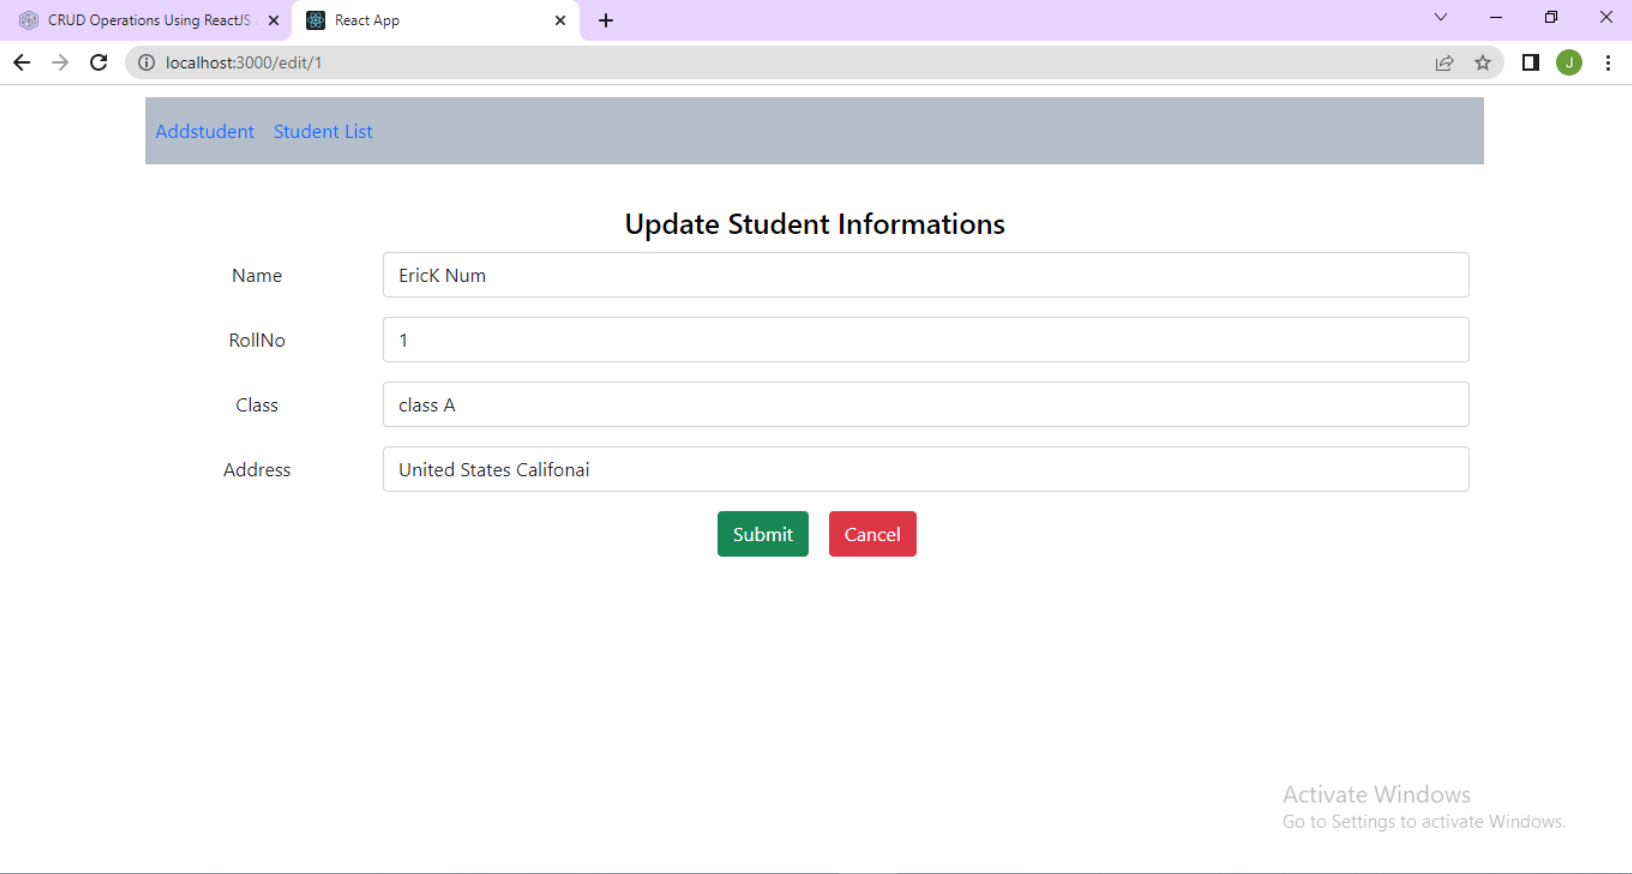 CRUD Operations Using ReactJS
React App
localhost:3000/edit/1
J
Addstudent Student List
Update Student Informations
Name EricK Num
RollNo 1
Class class A
Address United States Califonai
Submit Cancel
Activate Windows
Go to Settings to activate Windows.